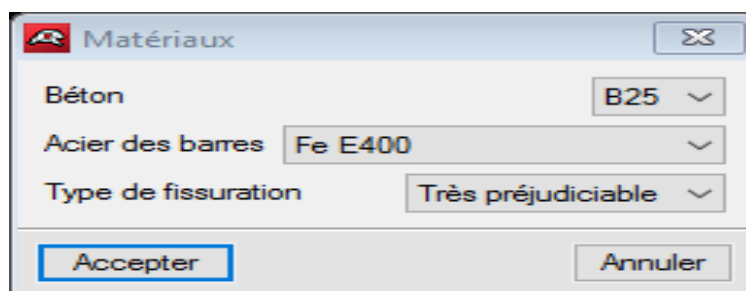 Matériaux
Béton B25
Acier des barres Fe E400
Type de fissuration Très préjudiciable
Accepter Annuler